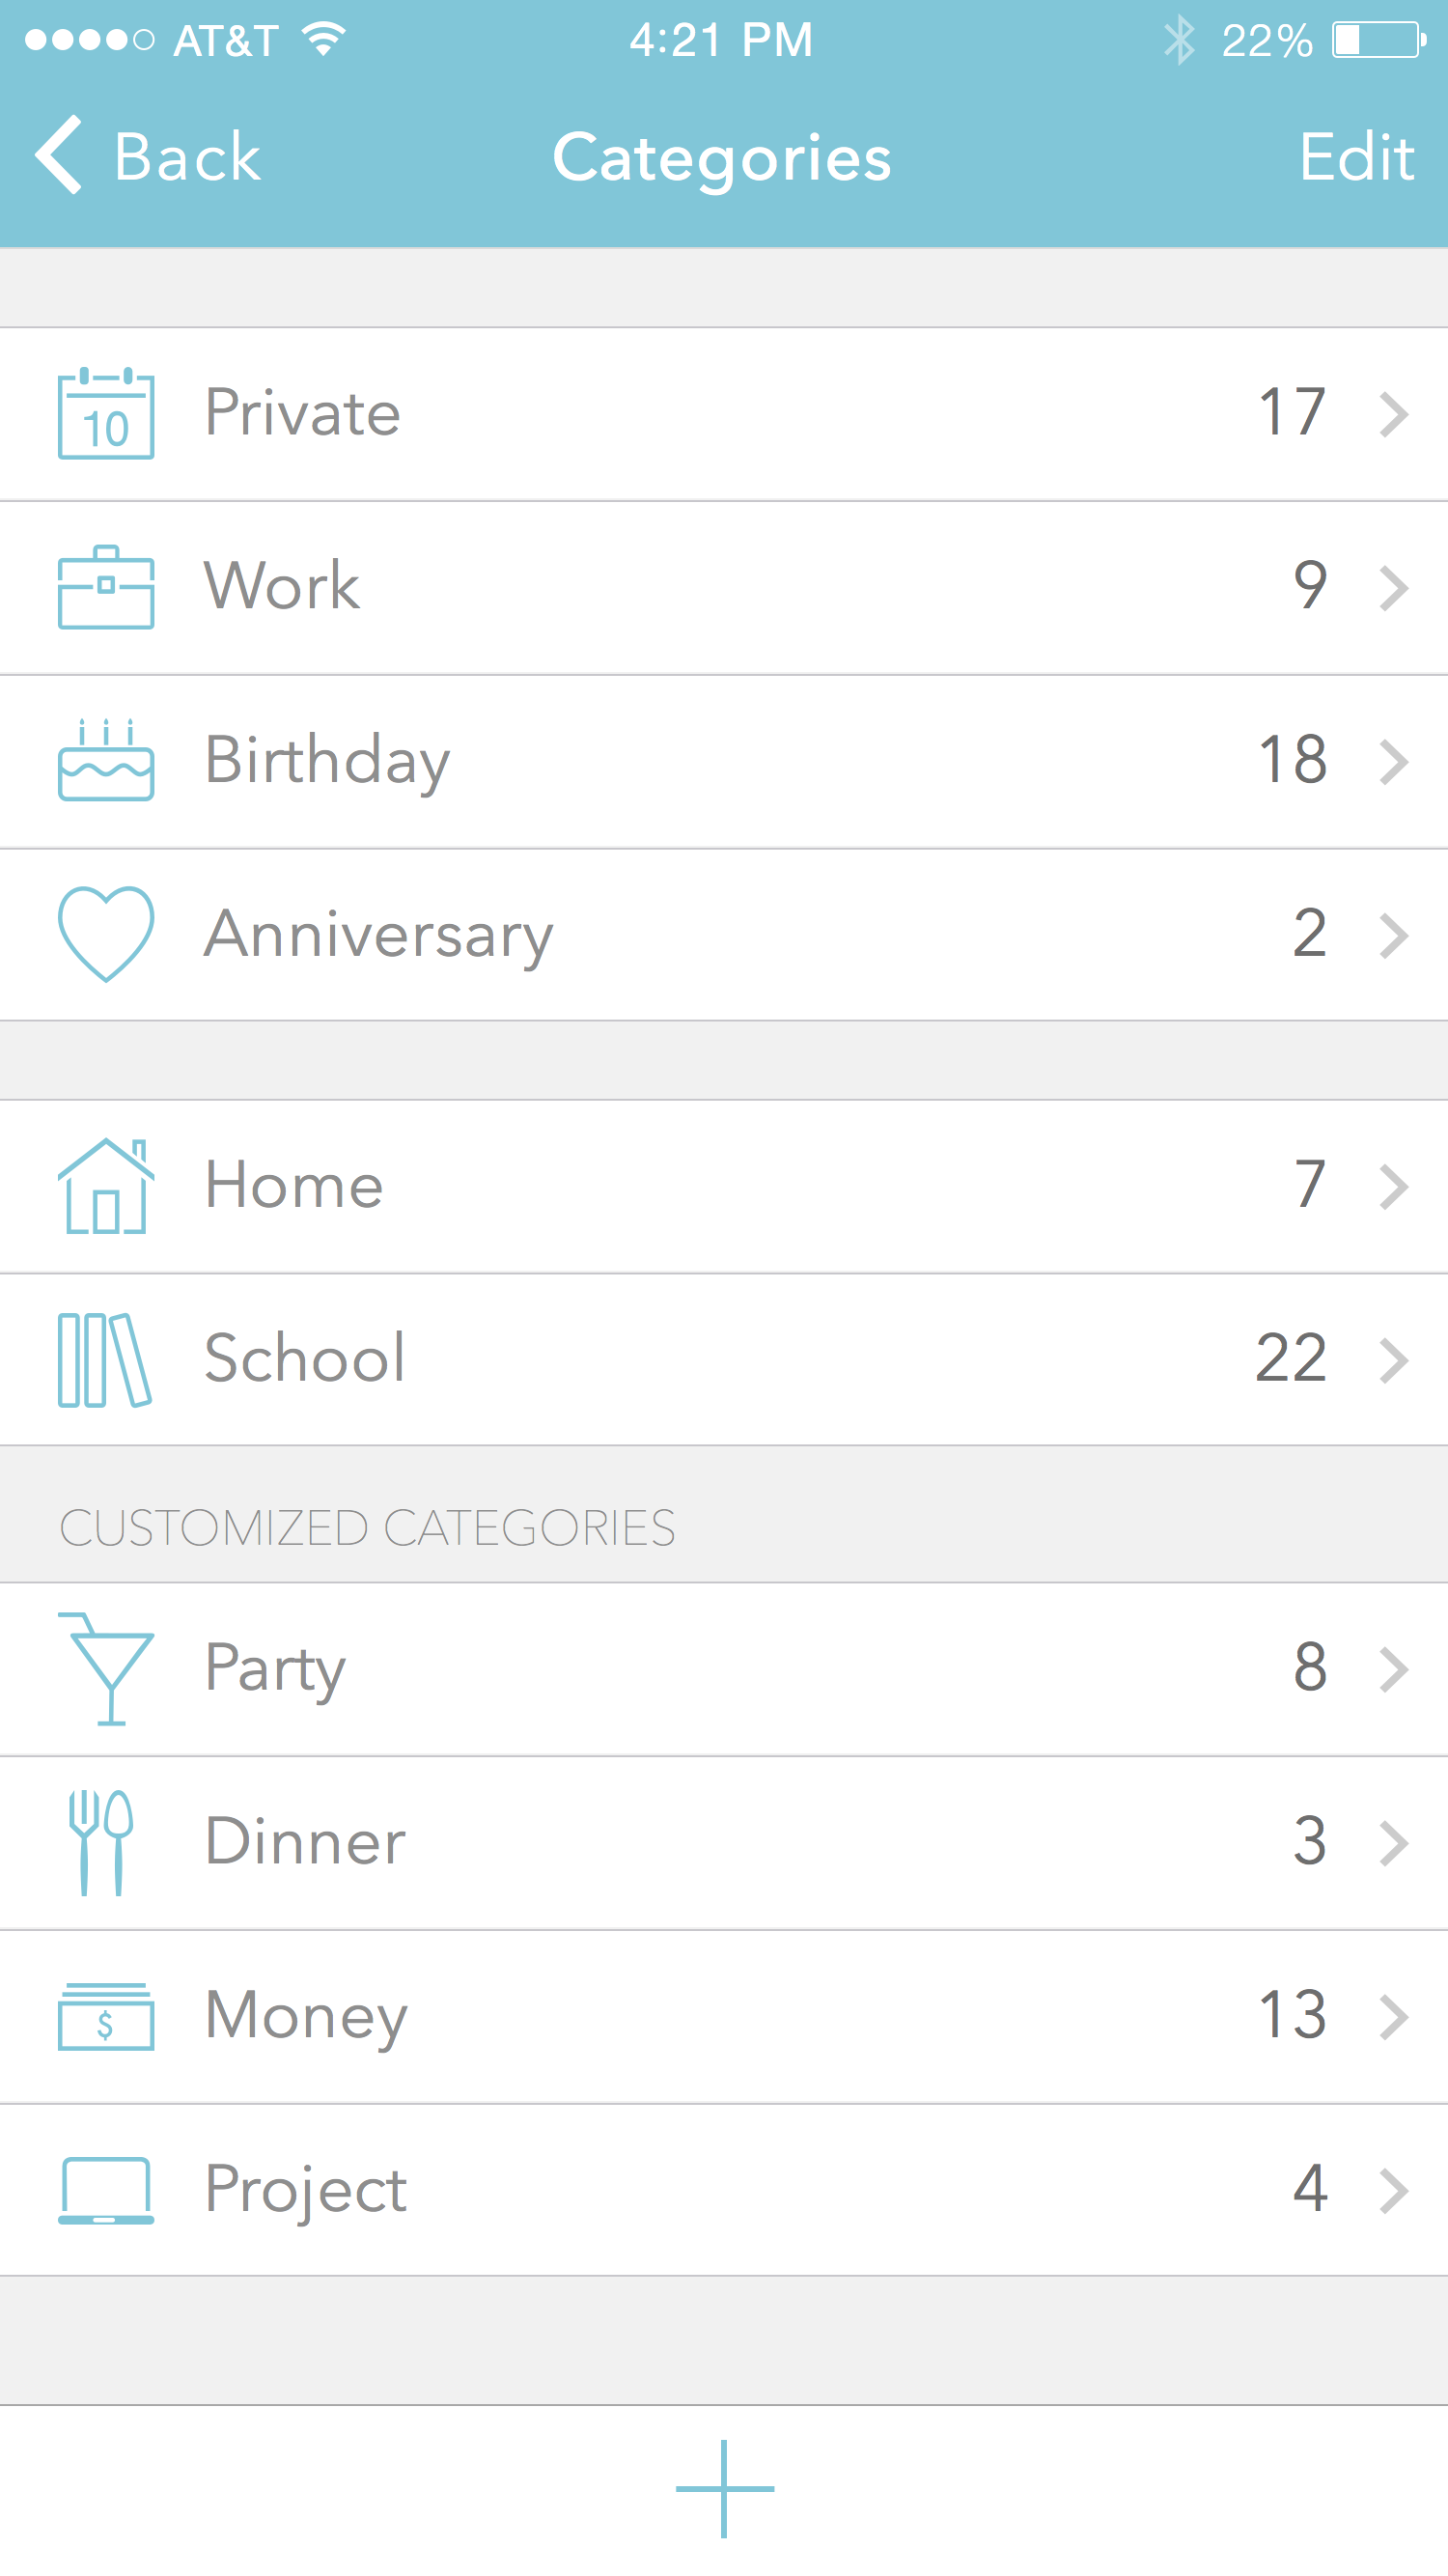 AT&T 4:21 PM 22%
Back Categories Edit
10 Private 17
Work 9
Birthday 18
Anniversary 2
Home 7
School 22
CUSTOMIZED CATEGORIES
Party 8
Dinner 3
$ Money 13
Project 4